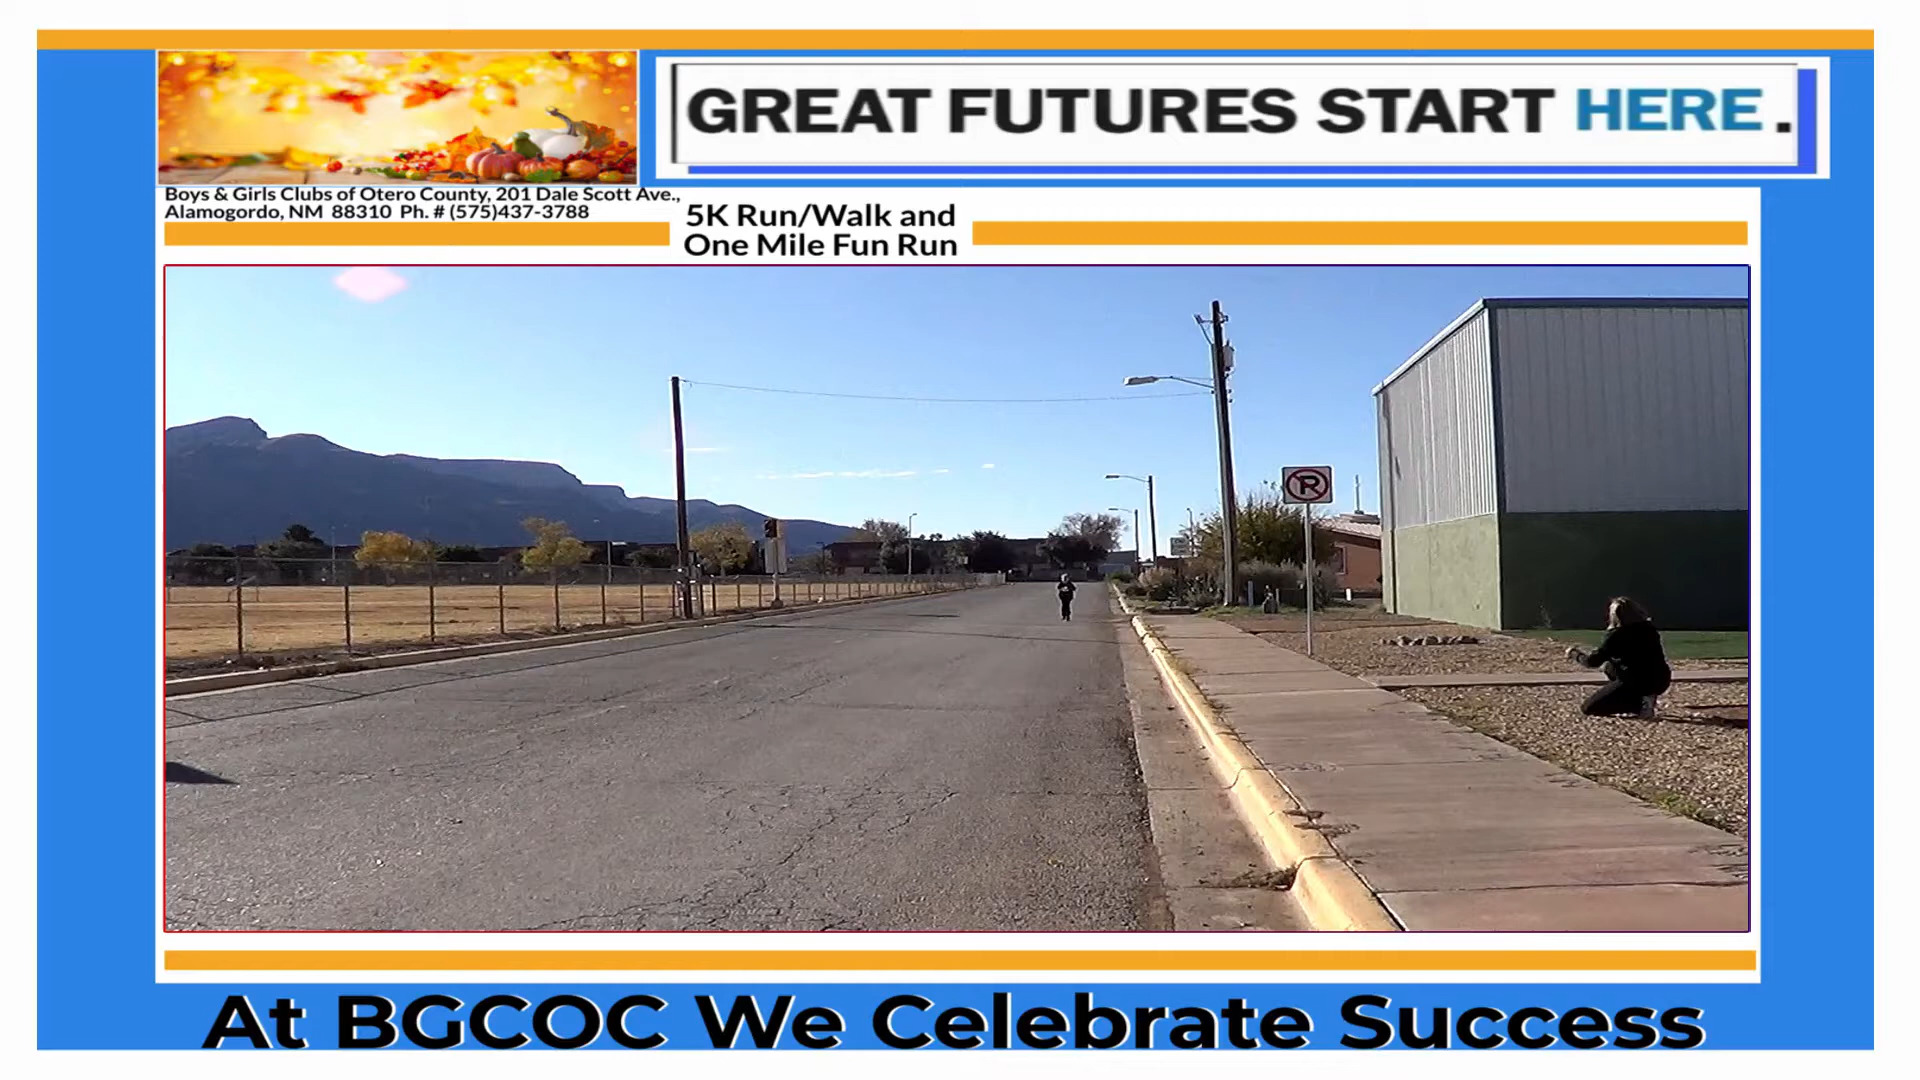 GREAT FUTURES START HERE.
Boys & Girls Clubs of Otero County, 201 Dale Scott Ave.,
Alamogordo, NM 88310 Ph. # (575)437-3788
5K Run/Walk and
One Mile Fun Run
P
At BGCOC We Celebrate Success